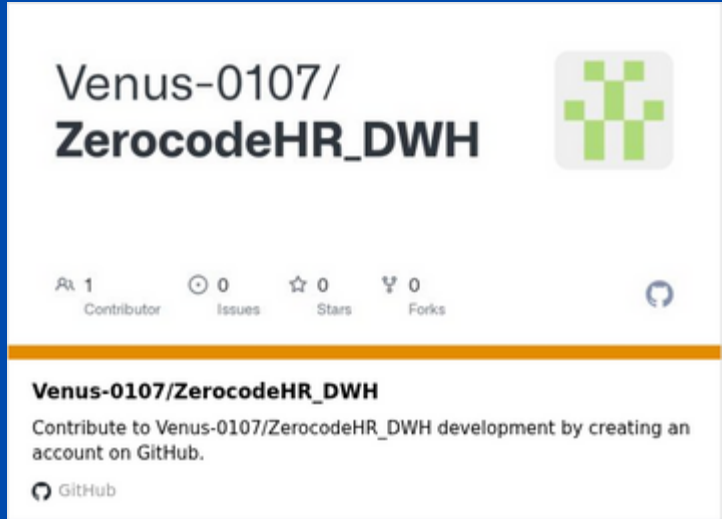 Venus-0107/
ZerocodeHR_DWH
1
Contributor
0
Issues
0
Stars
0
Forks
Venus-0107/ZerocodeHR_DWH
Contribute to Venus-0107/ZerocodeHR_DWH development by creating an
account on GitHub.
GitHub